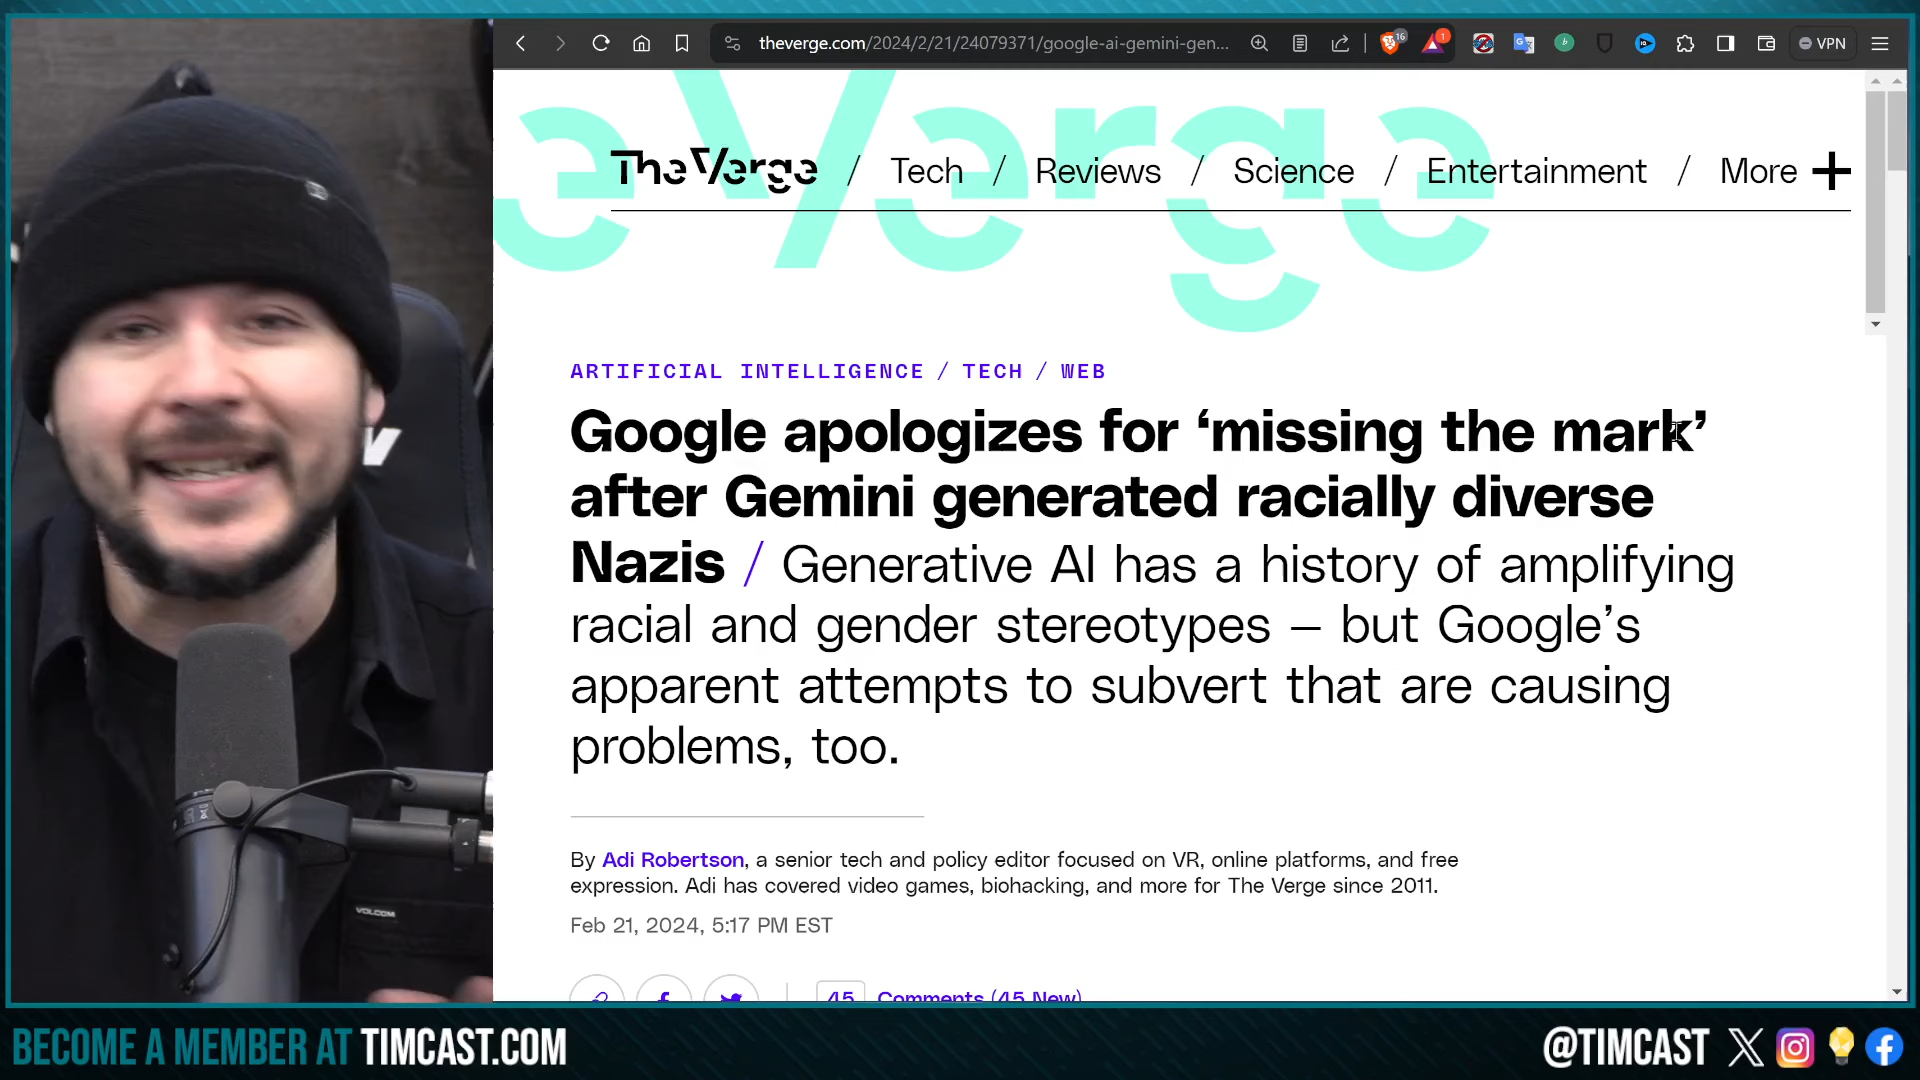 theverge.com/2024/2/21/24079371/google-ai-gemini-gen...
16
1
VPN
eVerge
The Verge / Tech / Reviews / Science / Entertainment / More +
ARTIFICIAL INTELLIGENCE / TECH / WEB
Google apologizes for ‘missing the mark’
after Gemini generated racially diverse
Nazis / Generative AI has a history of amplifying
racial and gender stereotypes — but Google’s
apparent attempts to subvert that are causing
problems, too.
By Adi Robertson, a senior tech and policy editor focused on VR, online platforms, and free
expression. Adi has covered video games, biohacking, and more for The Verge since 2011.
Feb 21, 2024, 5:17 PM EST
45 Comments (45 New)
VOLCOM
BECOME A MEMBER AT TIMCAST.COM
@TIMCAST